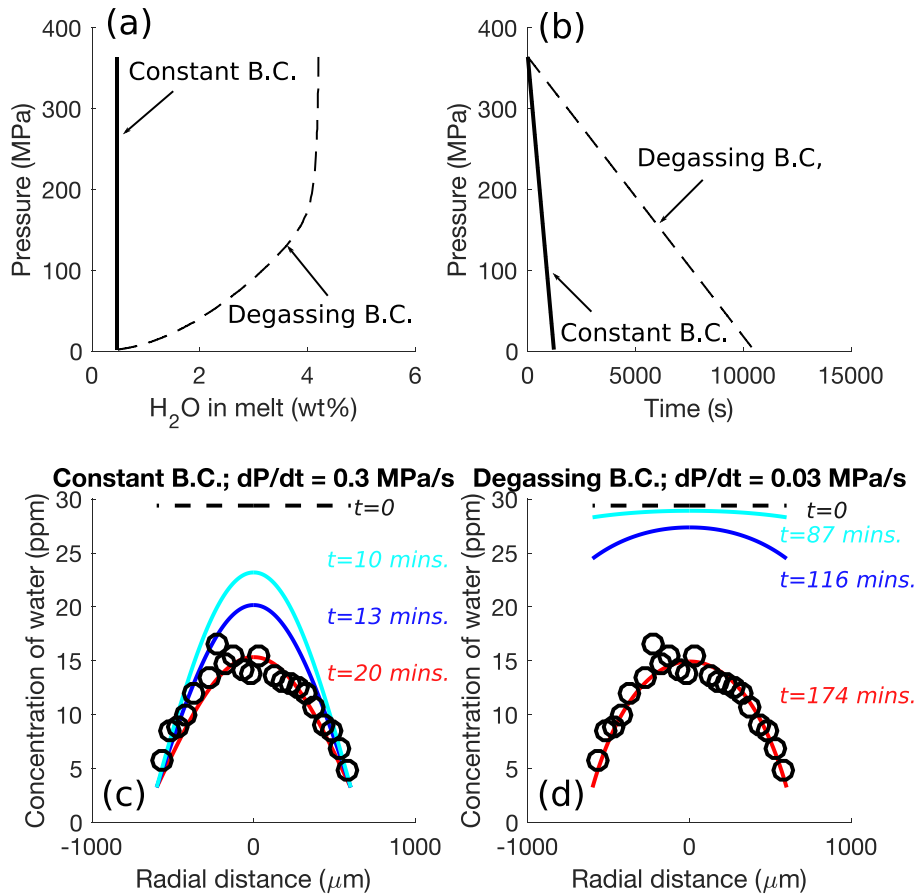 (a)
400
300
200
100
0
Pressure (MPa)
Constant B.C.
Degassing B.C.
0 2 4 6
H2O in melt (wt%)
(b)
400
300
200
100
0
Pressure (MPa)
Degassing B.C,
Constant B.C.
0 5000 10000 15000
Time (s)
Constant B.C.; dP/dt = 0.3 MPa/s
30
25
20
15
10
5
0
Concentration of water (ppm)
t=0
t=10 mins.
t=13 mins.
t=20 mins.
(c)
-1000 0 1000
Radial distance (μm)
Degassing B.C.; dP/dt = 0.03 MPa/s
30
25
20
15
10
5
0
Concentration of water (ppm)
t=0
t=87 mins.
t=116 mins.
t=174 mins.
(d)
-1000 0 1000
Radial distance (μm)